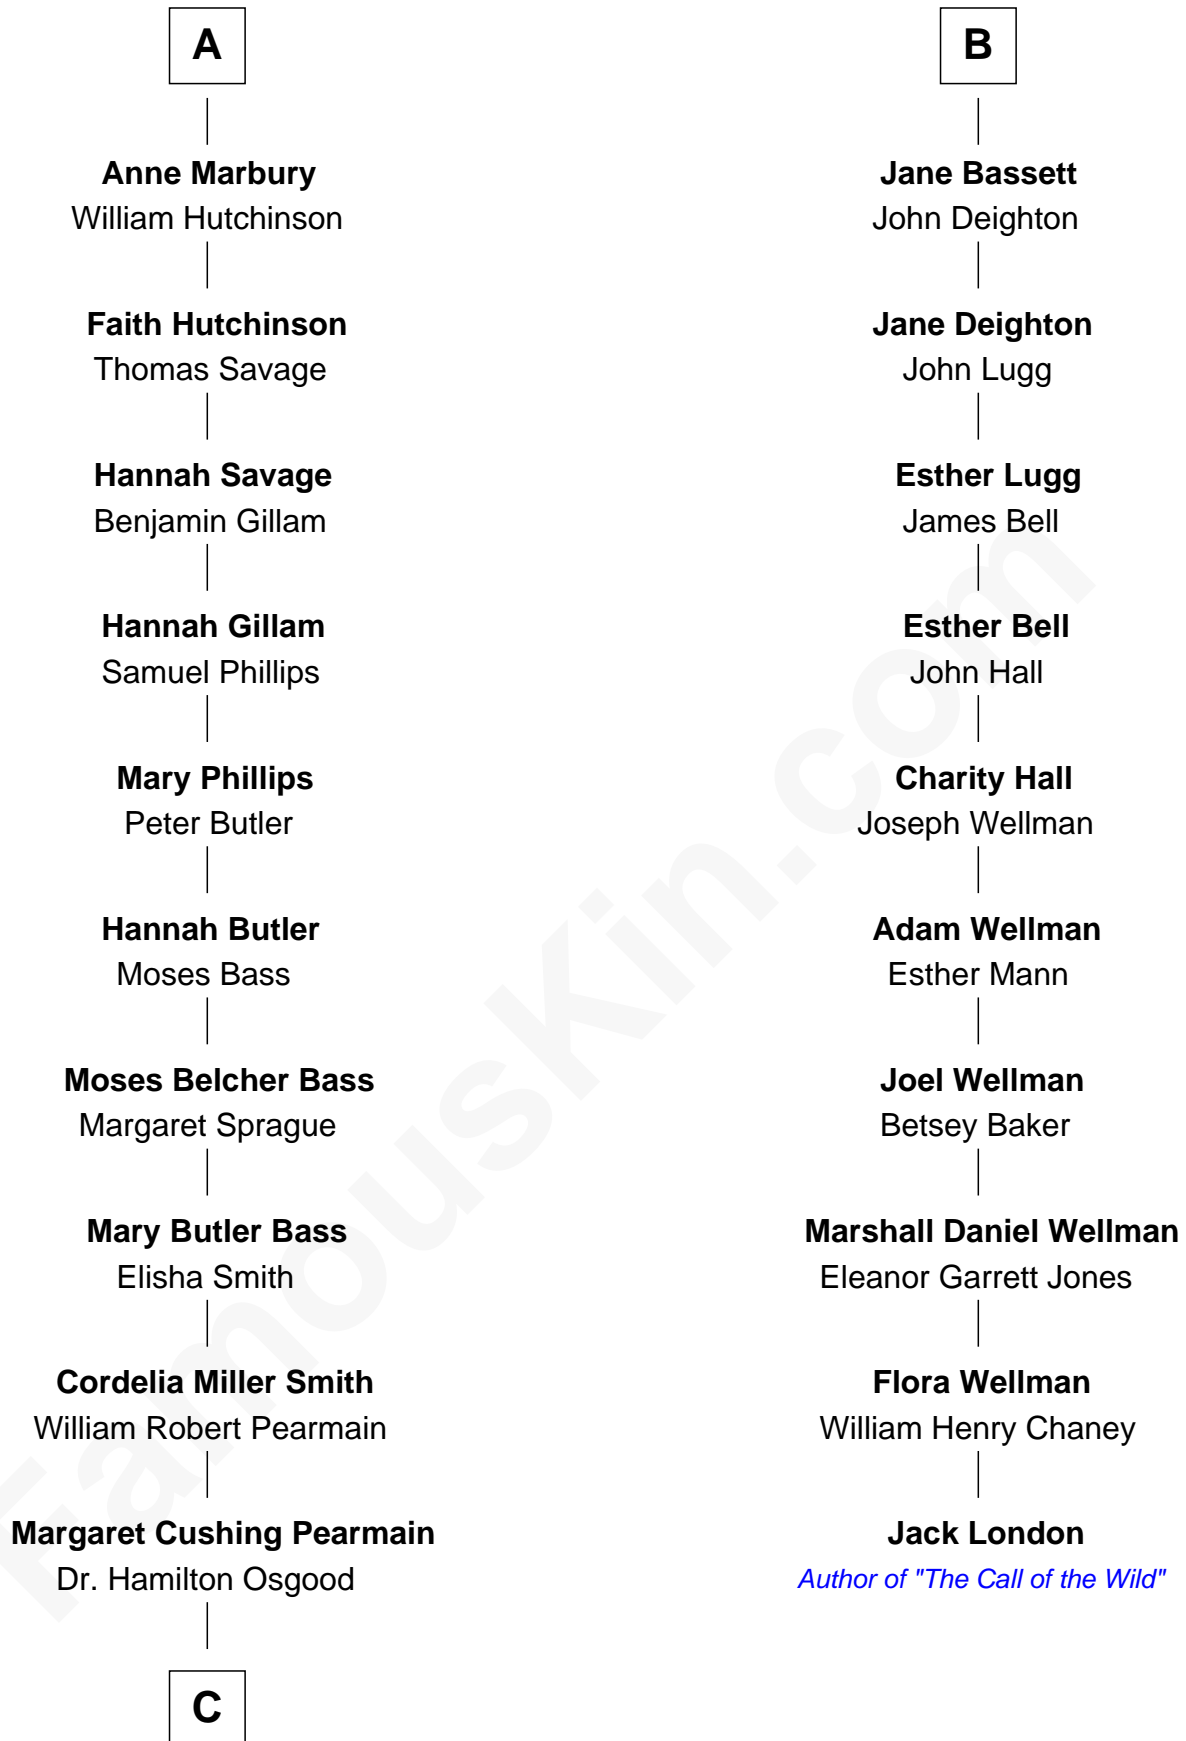 A
Anne Marbury
William Hutchinson
Faith Hutchinson
Thomas Savage
Hannah Savage
Benjamin Gillam
Hannah Gillam
Samuel Phillips
Mary Phillips
Peter Butler
Hannah Butler
Moses Bass
Moses Belcher Bass
Margaret Sprague
Mary Butler Bass
Elisha Smith
Cordelia Miller Smith
William Robert Pearmain
Margaret Cushing Pearmain
Dr. Hamilton Osgood
C
B
Jane Bassett
John Deighton
Jane Deighton
John Lugg
Esther Lugg
James Bell
Esther Bell
John Hall
Charity Hall
Joseph Wellman
Adam Wellman
Esther Mann
Joel Wellman
Betsey Baker
Marshall Daniel Wellman
Eleanor Garrett Jones
Flora Wellman
William Henry Chaney
Jack London
Author of "The Call of the Wild"
FamousKin.com